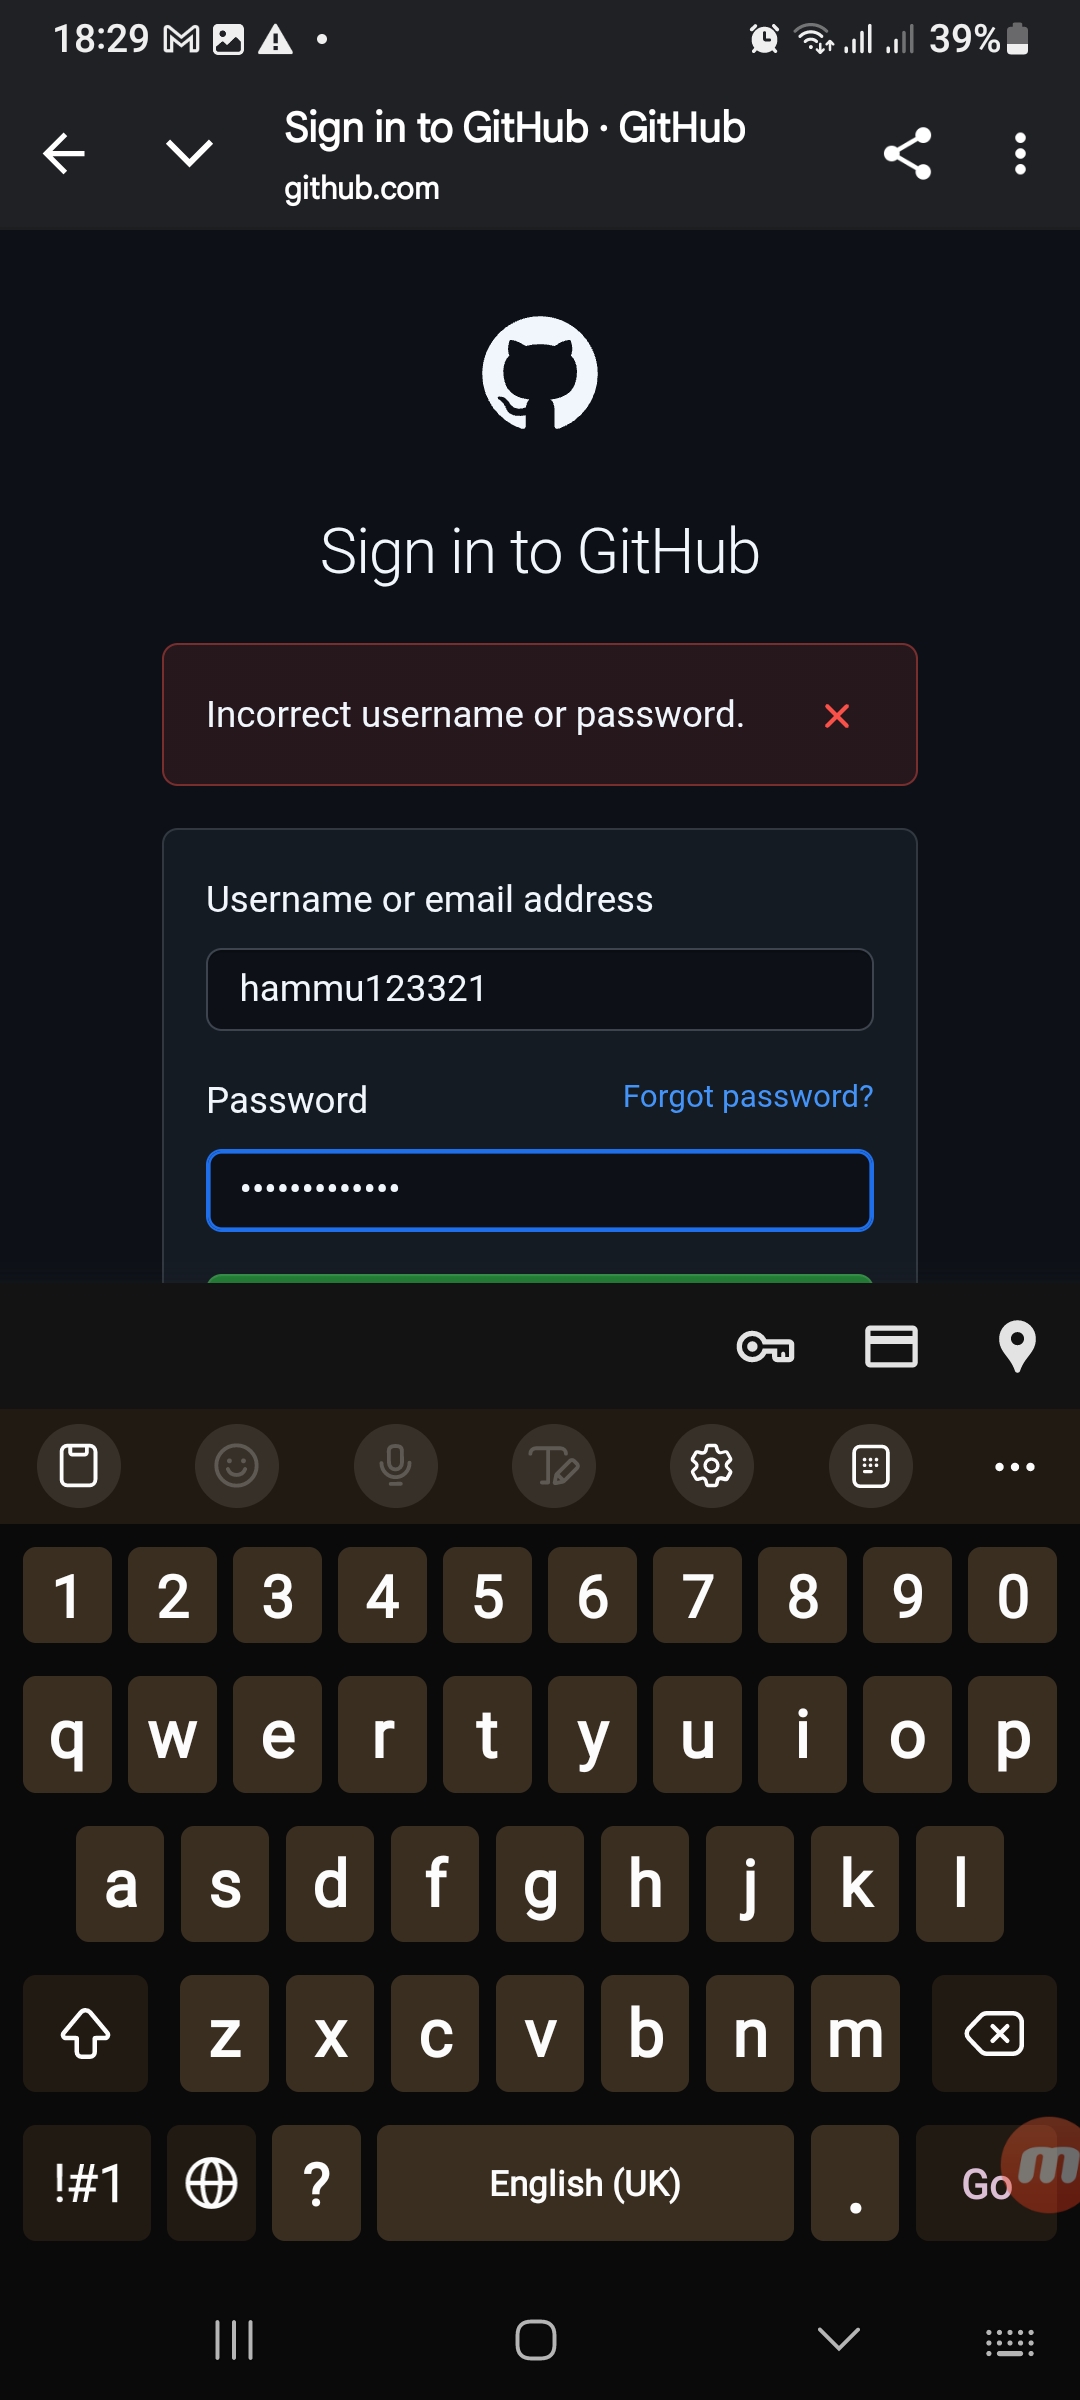 18:29
39%
Sign in to GitHub · GitHub
github.com
Sign in to GitHub
Incorrect username or password.
Username or email address
hammu123321
Password
Forgot password?
•••••••••••••
1 2 3 4 5 6 7 8 9 0
q w e r t y u i o p
a s d f g h j k l
z x c v b n m
!#1 ? English (UK) . Go